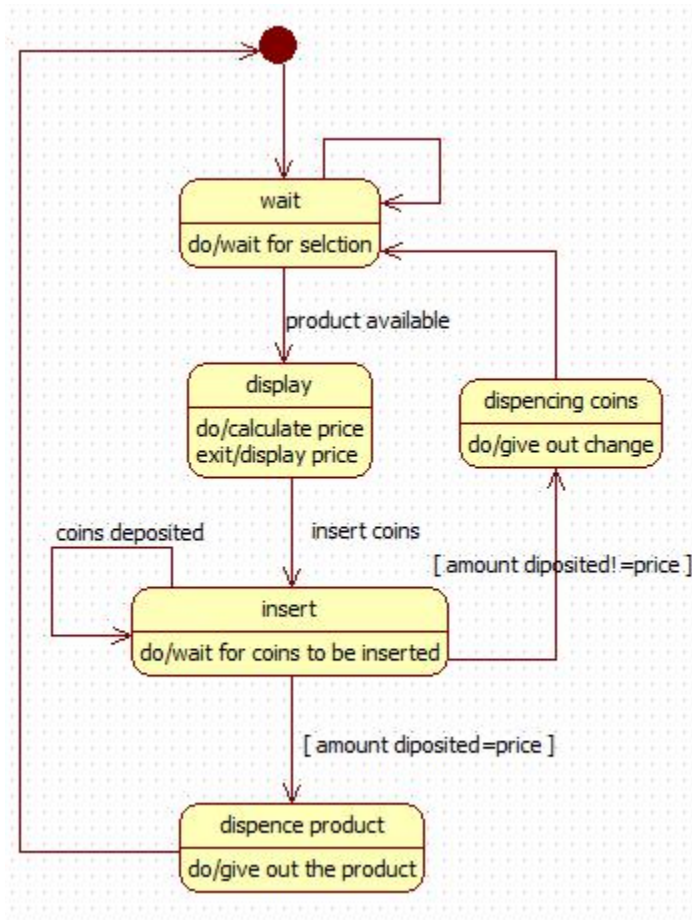 wait
do/wait for selction
product available
display
do/calculate price
exit/display price
dispencing coins
do/give out change
coins deposited
insert coins
[ amount diposited!=price ]
insert
do/wait for coins to be inserted
[ amount diposited=price ]
dispence product
do/give out the product